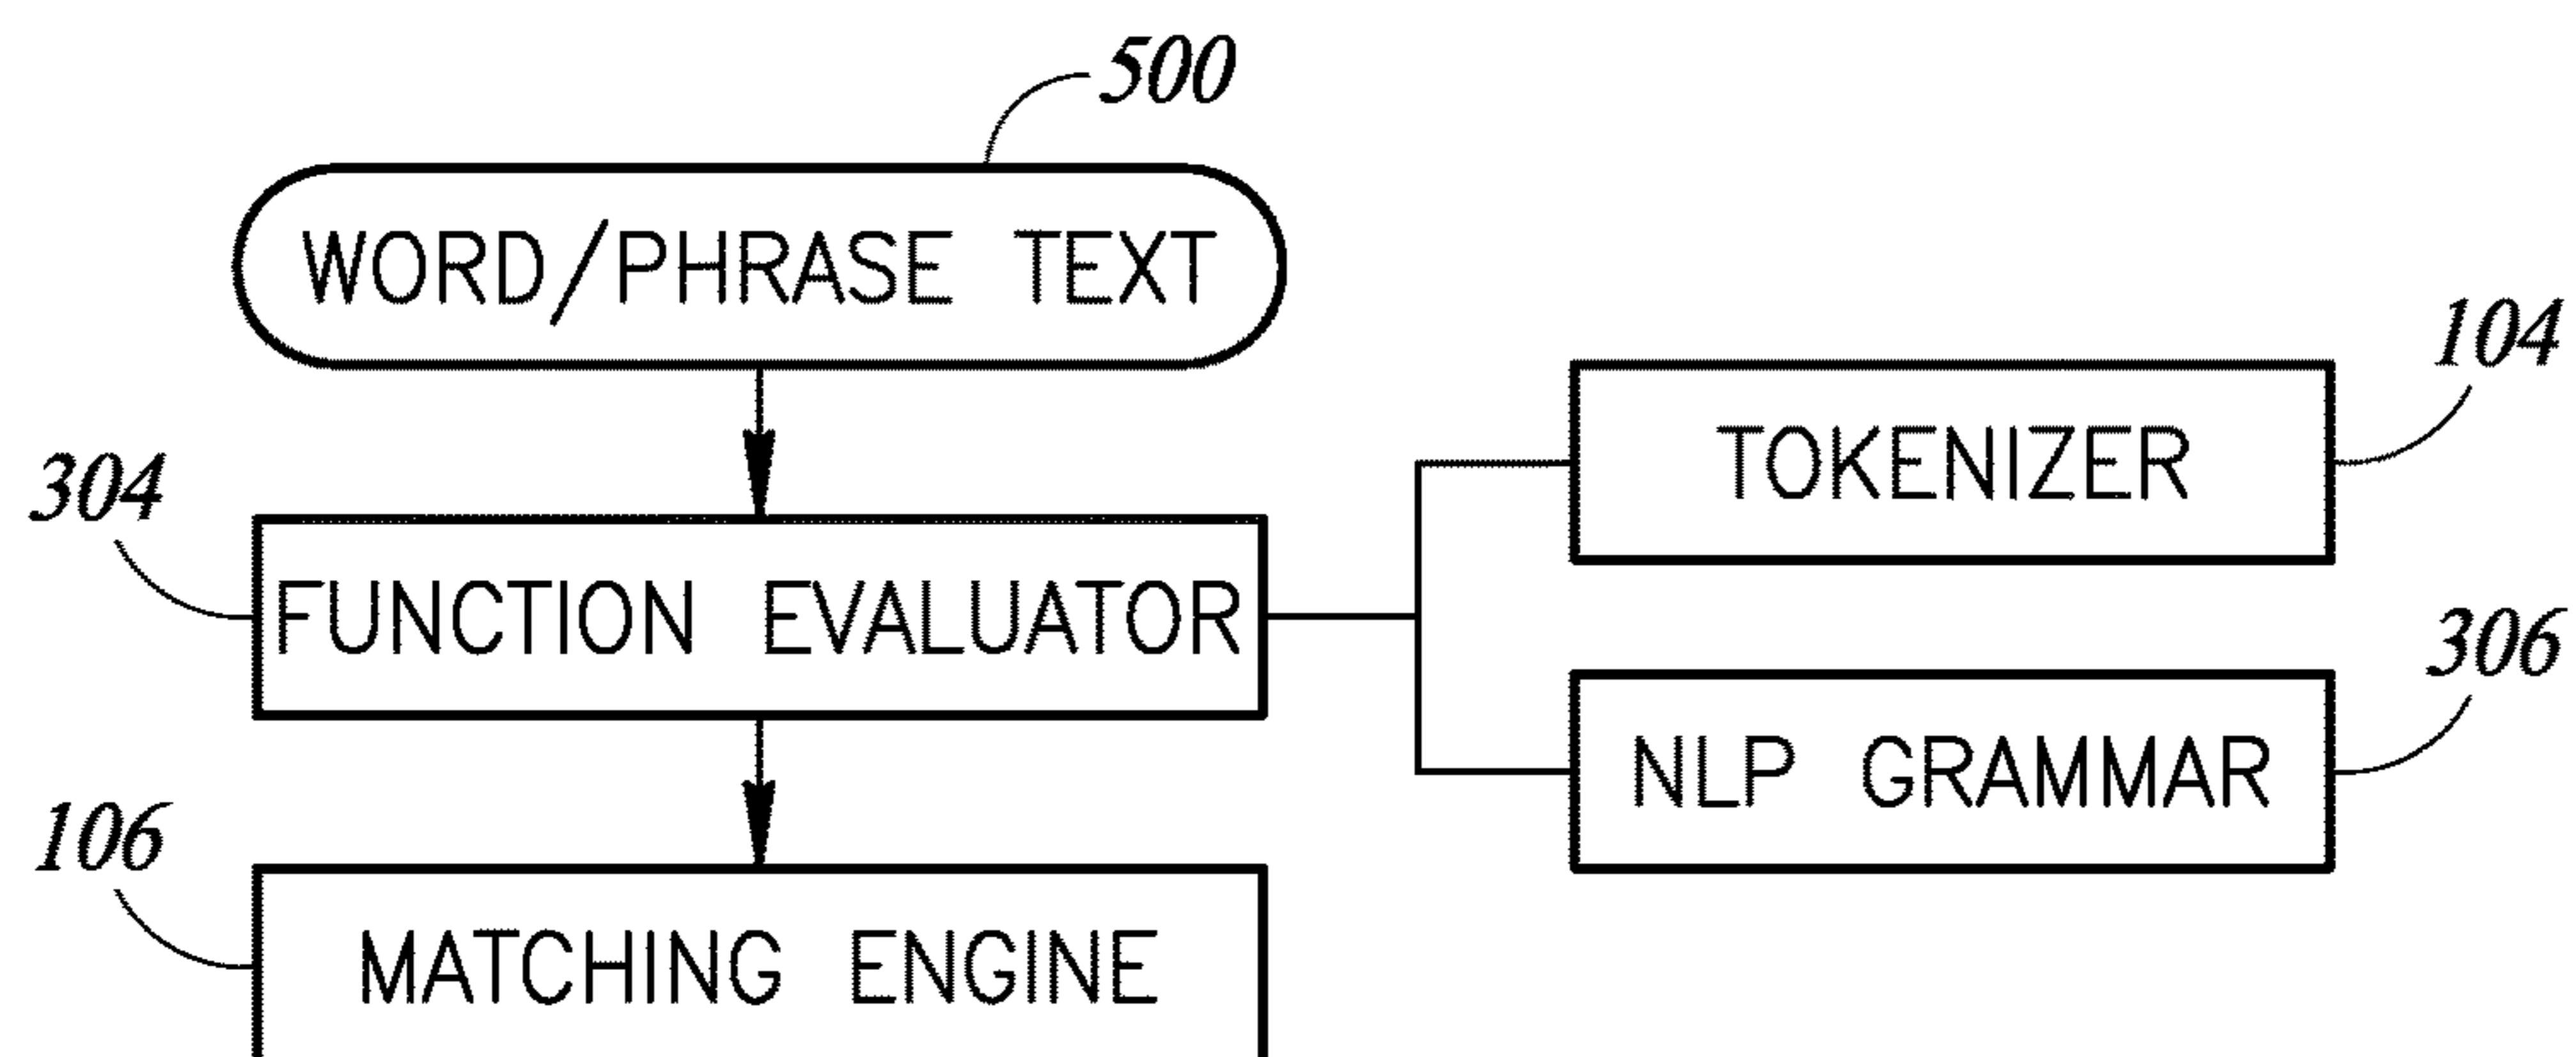 500
WORD/PHRASE TEXT
104
TOKENIZER
304
FUNCTION EVALUATOR
306
NLP GRAMMAR
106
MATCHING ENGINE